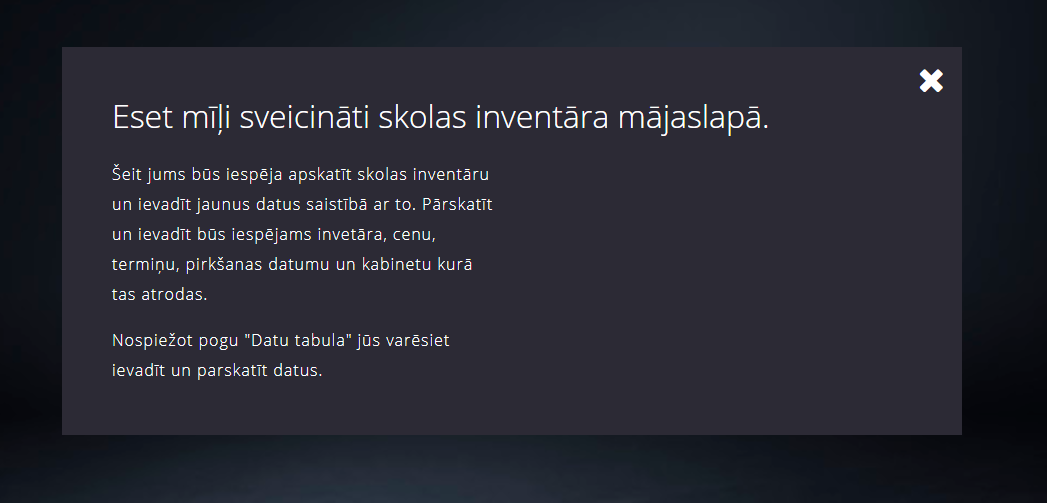 Eset mīļi sveicināti skolas inventāra mājaslapā.
Šeit jums būs iespēja apskatīt skolas inventāru
un ievadīt jaunus datus saistībā ar to. Pārskatīt
un ievadīt būs iespējams invetāra, cenu,
termiņu, pirkšanas datumu un kabinetu kurā
tas atrodas.
Nospiežot pogu "Datu tabula" jūs varēsiet
ievadīt un parskatīt datus.